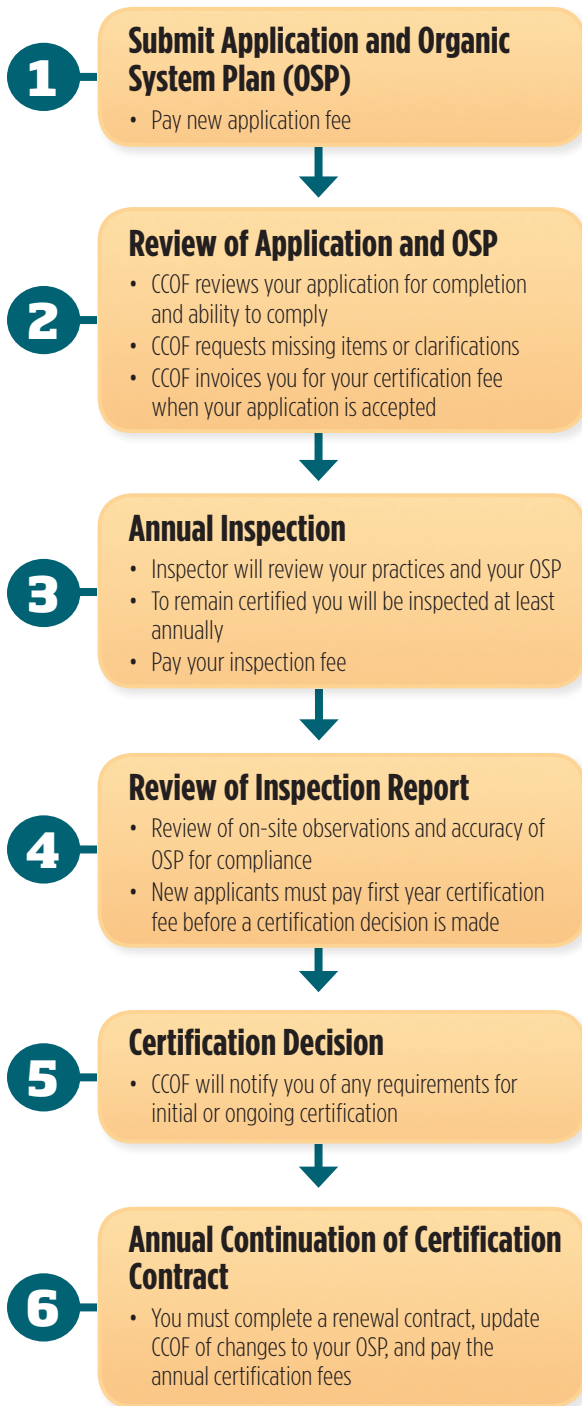 1
Submit Application and Organic
System Plan (OSP)
• Pay new application fee
2
Review of Application and OSP
• CCOF reviews your application for completion
and ability to comply
• CCOF requests missing items or clarifications
• CCOF invoices you for your certification fee
when your application is accepted
3
Annual Inspection
• Inspector will review your practices and your OSP
• To remain certified you will be inspected at least
annually
• Pay your inspection fee
4
Review of Inspection Report
• Review of on-site observations and accuracy of
OSP for compliance
• New applicants must pay first year certification
fee before a certification decision is made
5
Certification Decision
• CCOF will notify you of any requirements for
initial or ongoing certification
6
Annual Continuation of Certification
Contract
• You must complete a renewal contract, update
CCOF of changes to your OSP, and pay the
annual certification fees